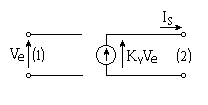 Is
Ve (1)
KvVe (2)